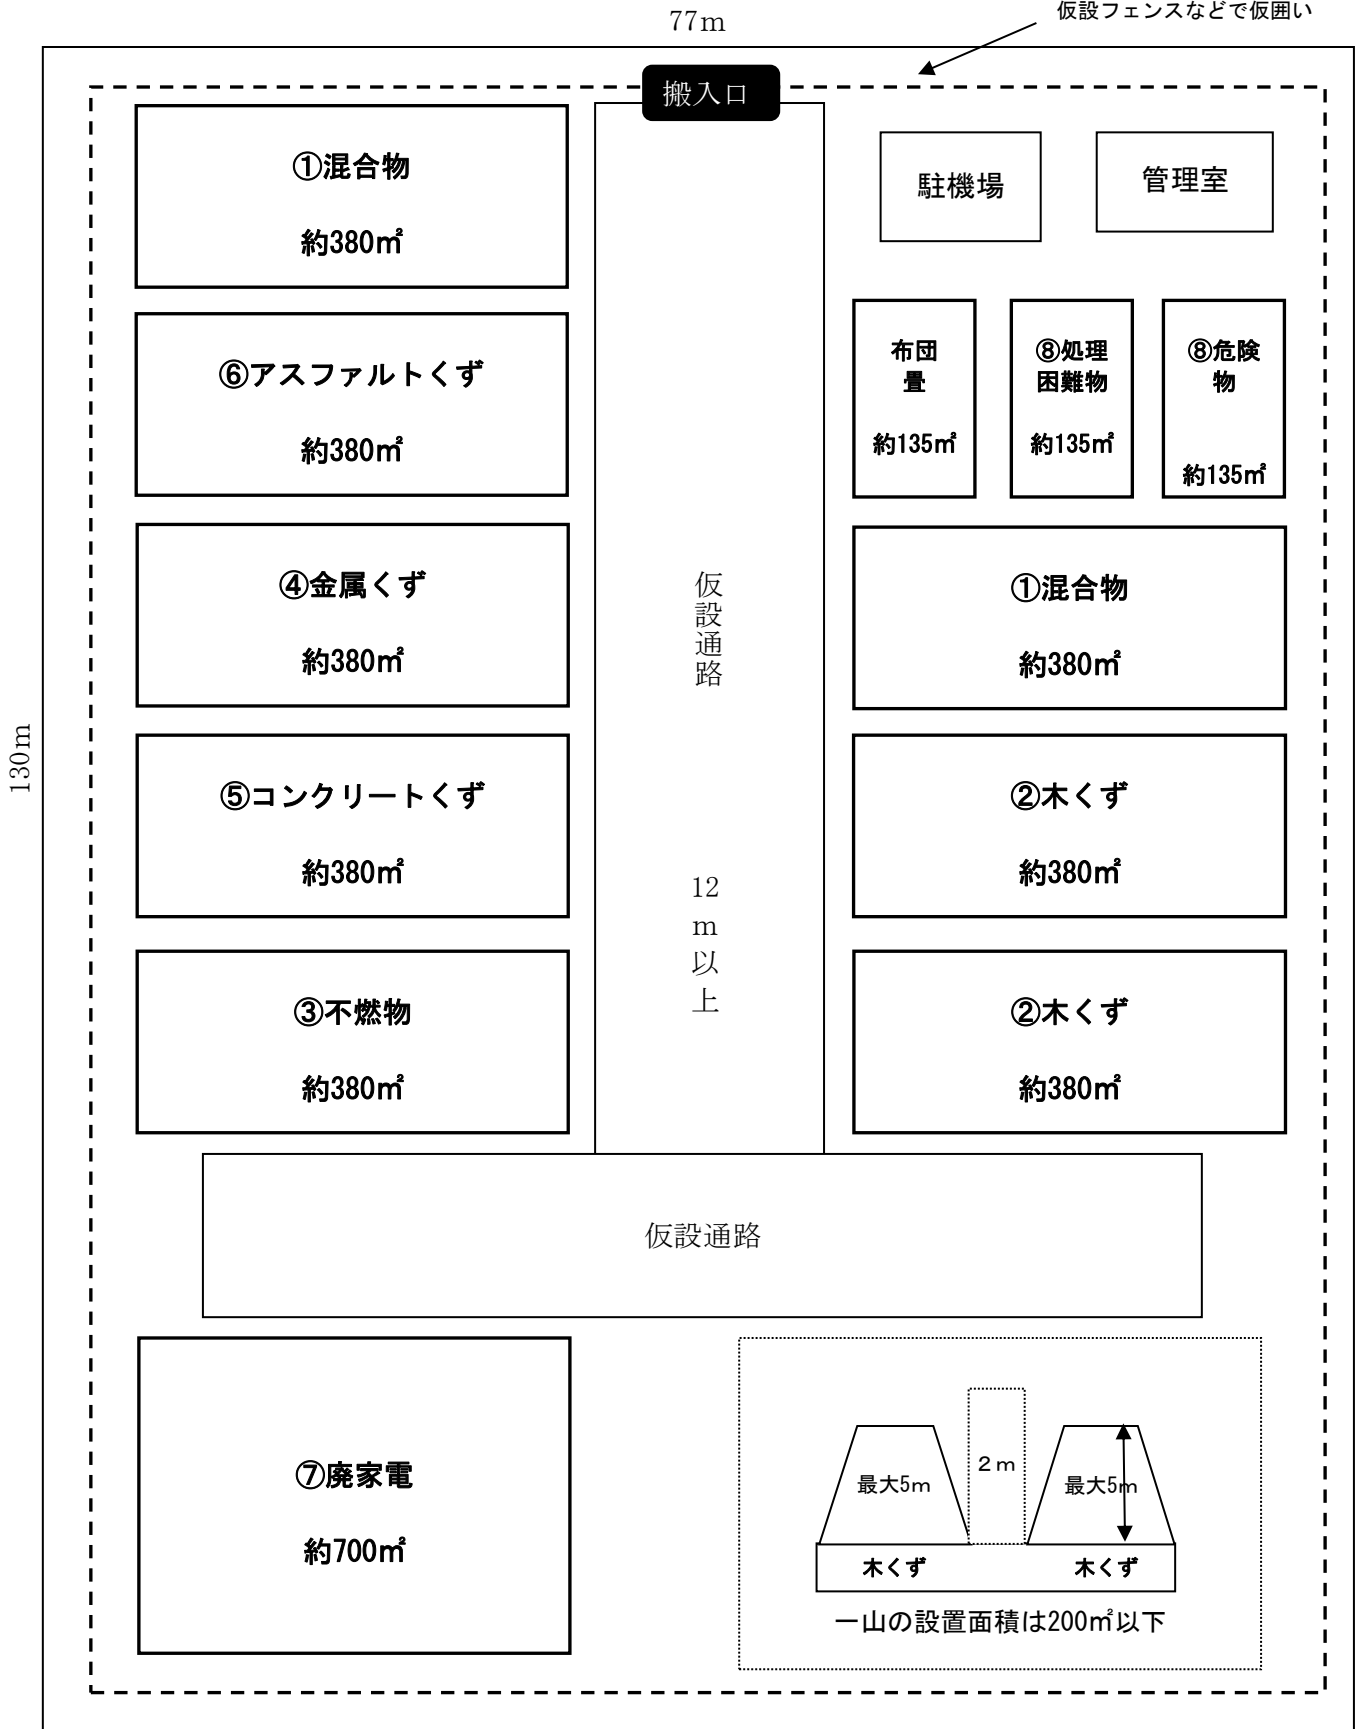 77m
仮設フェンスなどで仮囲い
搬入口
①混合物
約380㎡
駐機場
管理室
⑥アスファルトくず
約380㎡
布団
畳
約135㎡
⑧処理
困難物
約135㎡
⑧危険
物
約135㎡
④金属くず
約380㎡
仮設通路
①混合物
約380㎡
130m
⑤コンクリートくず
約380㎡
12
m
以
上
②木くず
約380㎡
③不燃物
約380㎡
②木くず
約380㎡
仮設通路
⑦廃家電
約700㎡
最大5m
2m
最大5m
木くず
木くず
一山の設置面積は200㎡以下